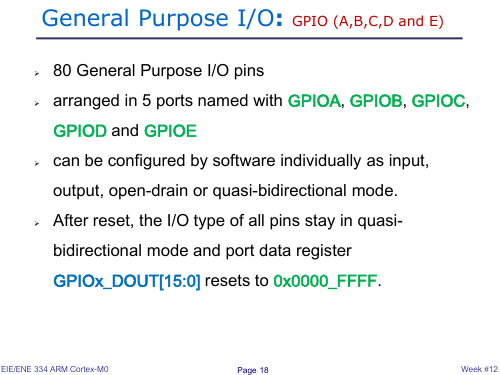 General Purpose I/O: GPIO (A,B,C,D and E)
➢ 80 General Purpose I/O pins
➢ arranged in 5 ports named with GPIOA, GPIOB, GPIOC,
GPIOD and GPIOE
➢ can be configured by software individually as input,
output, open-drain or quasi-bidirectional mode.
➢ After reset, the I/O type of all pins stay in quasi-
bidirectional mode and port data register
GPIOx_DOUT[15:0] resets to 0x0000_FFFF.
EIE/ENE 334 ARM Cortex-M0 Page 18 Week #12